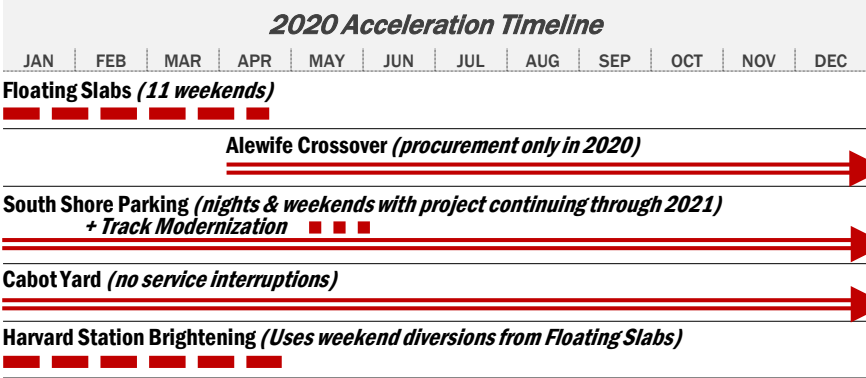 2020 Acceleration Timeline
JAN FEB MAR APR MAY JUN JUL AUG SEP OCT NOV DEC
Floating Slabs (11 weekends)
Alewife Crossover (procurement only in 2020)
South Shore Parking (nights & weekends with project continuing through 2021)
+ Track Modernization
Cabot Yard (no service interruptions)
Harvard Station Brightening (Uses weekend diversions from Floating Slabs)